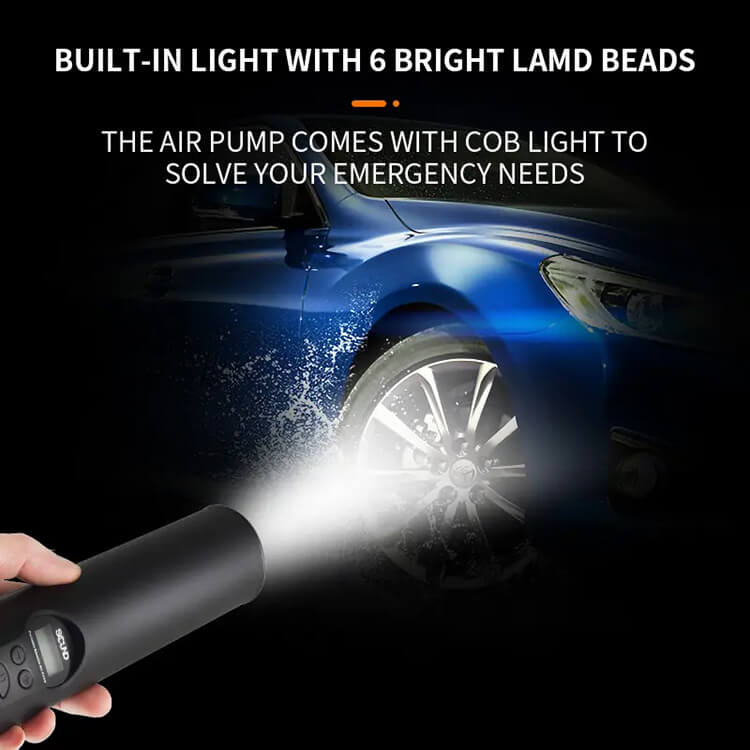 BUILT-IN LIGHT WITH 6 BRIGHT LAMD BEADS
THE AIR PUMP COMES WITH COB LIGHT TO
SOLVE YOUR EMERGENCY NEEDS